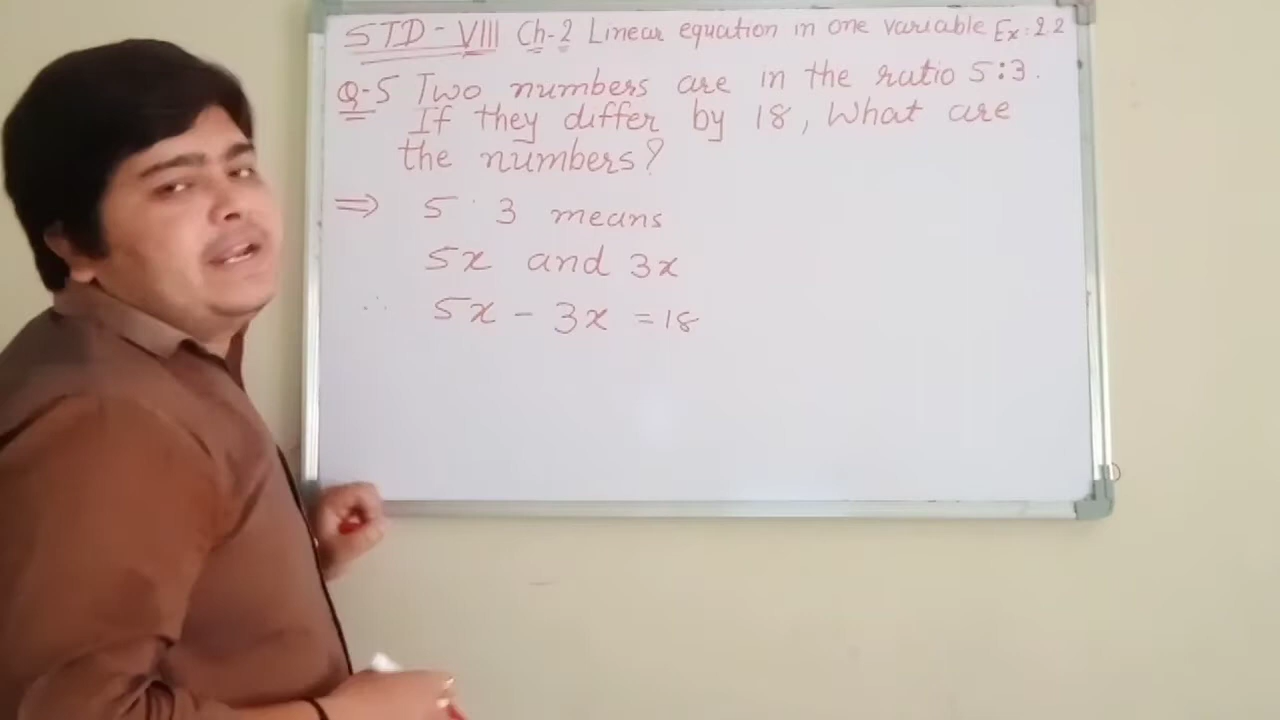 STD - VIII Ch-2 Linear equation in one variable Ex: 2.2
Q-5 Two numbers are in the ratio 5:3.
If they differ by 18, What are
the numbers?
⇒ 5 : 3 means
5x and 3x
∴ 5x - 3x = 18